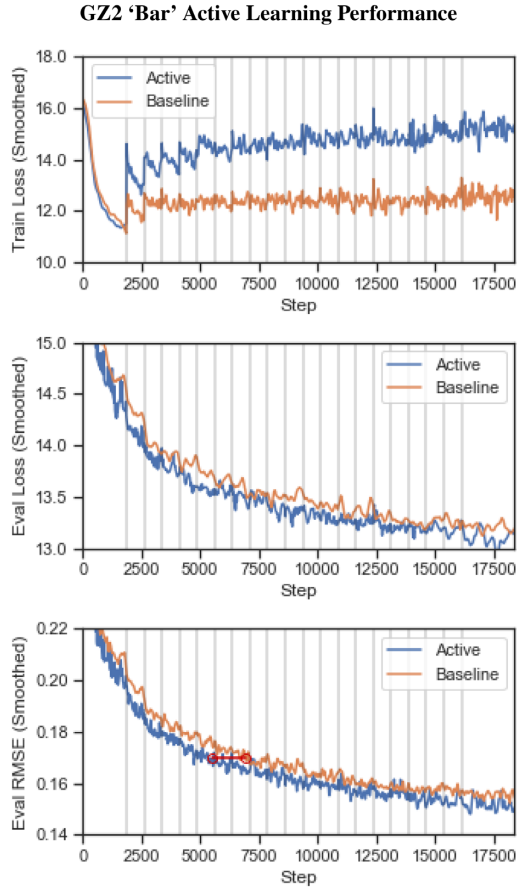 GZ2 ‘Bar’ Active Learning Performance
18.0
16.0
14.0
12.0
10.0
Train Loss (Smoothed)
Active
Baseline
0 2500 5000 7500 10000 12500 15000 17500
Step
15.0
14.5
14.0
13.5
13.0
Eval Loss (Smoothed)
Active
Baseline
0 2500 5000 7500 10000 12500 15000 17500
Step
0.22
0.20
0.18
0.16
0.14
Eval RMSE (Smoothed)
Active
Baseline
0 2500 5000 7500 10000 12500 15000 17500
Step